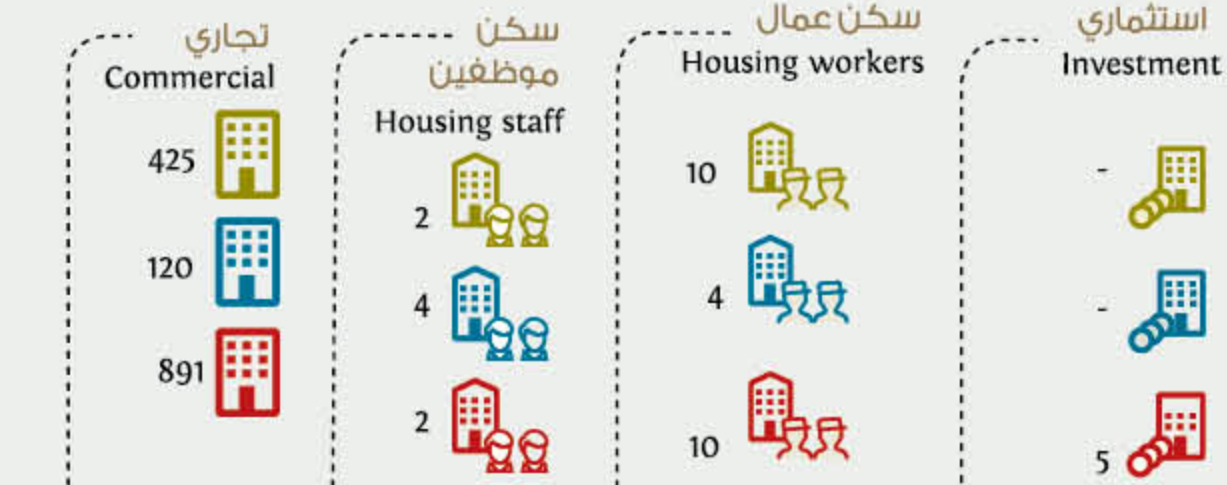 تجاري
Commercial
425
120
891
سكن
موظفين
Housing staff
2
4
2
سكن عمال
Housing workers
10
4
10
استثماري
Investment
-
-
5